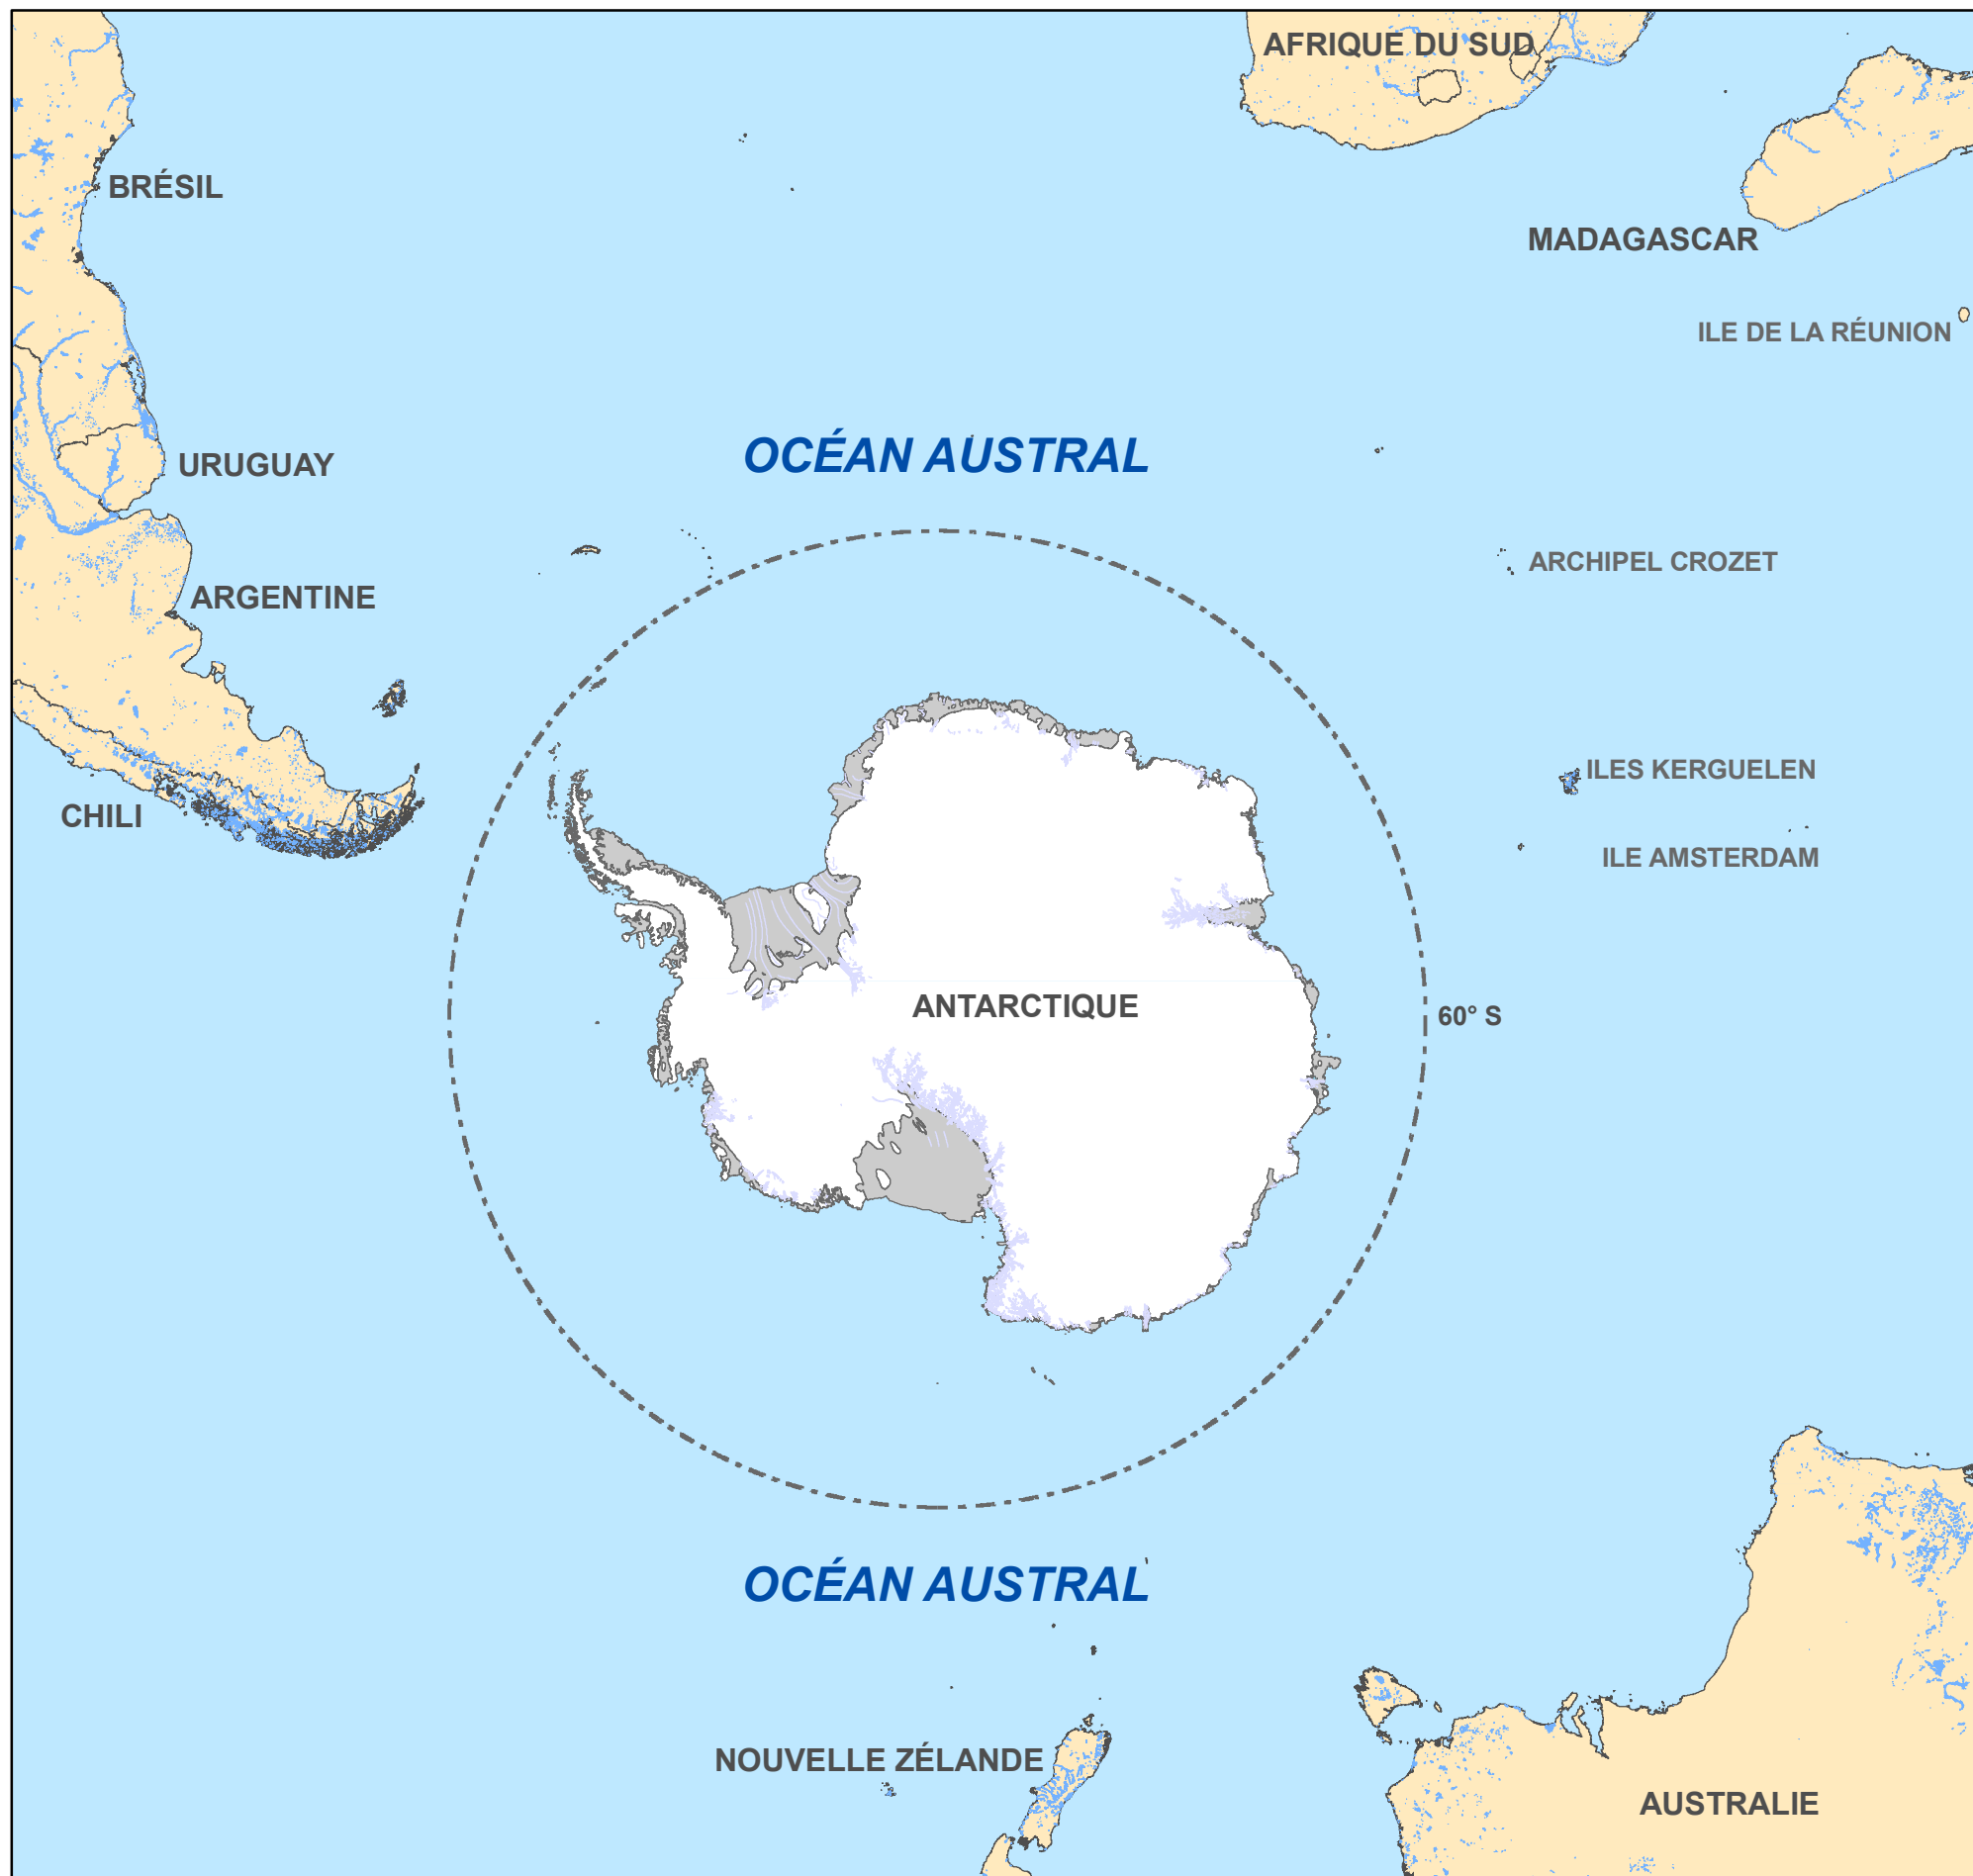 AFRIQUE DU SUD
BRÉSIL
MADAGASCAR
ILE DE LA RÉUNION
OCÉAN AUSTRAL
URUGUAY
ARCHIPEL CROZET
ARGENTINE
ILES KERGUELEN
CHILI
ILE AMSTERDAM
ANTARCTIQUE
60° S
OCÉAN AUSTRAL
NOUVELLE ZÉLANDE
AUSTRALIE